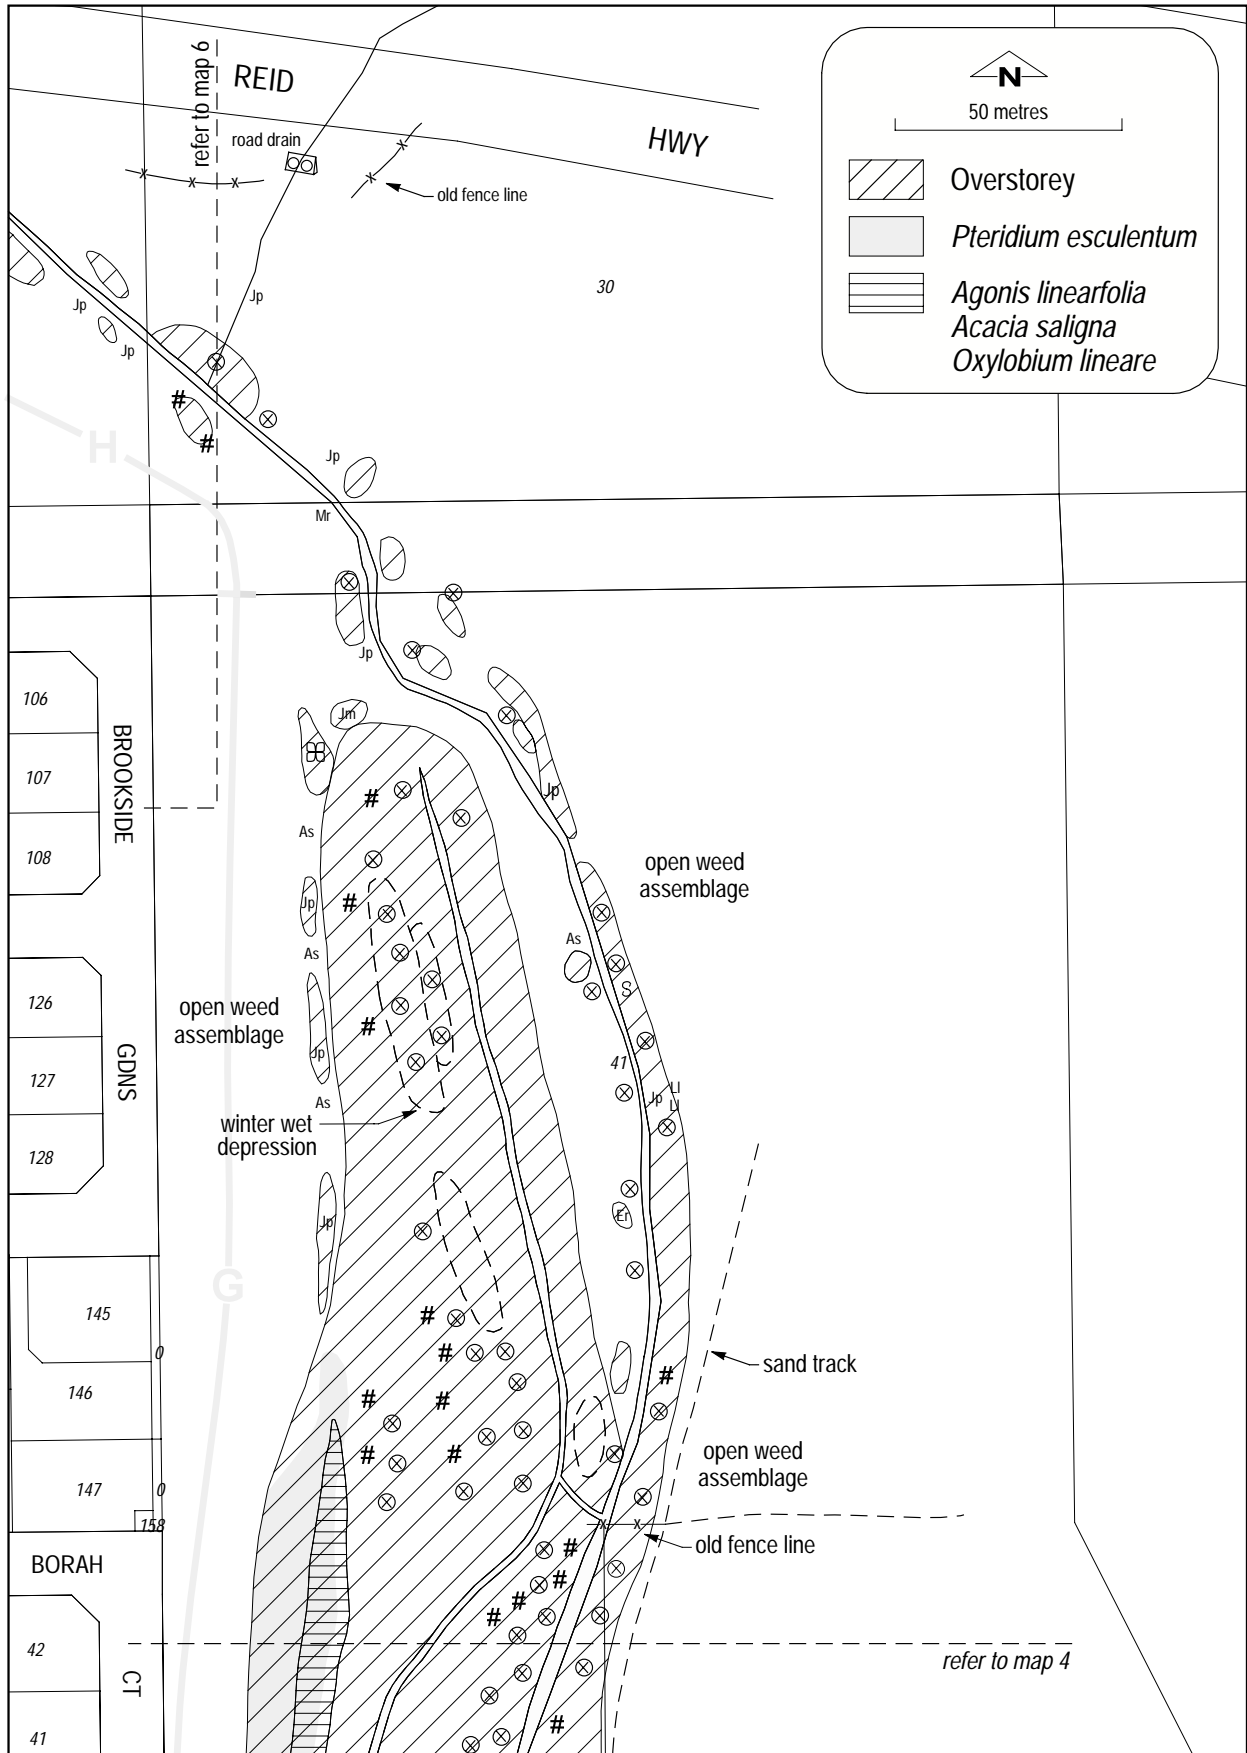 refer to map 6
REID
HWY
road drain
old fence line
N
50 metres
Overstorey
Pteridium esculentum
Agonis linearfolia
Acacia saligna
Oxylobium lineare
30
Jp
Jp
Jp
#
#
H
Jp
Mr
Jp
106
107
108
BROOKSIDE
Jm
#
As
Jp
#
As
Jp
open weed
assemblage
As
S
126
127
128
GDNS
open weed
assemblage
#
Jp
As
41
Jp
Ll
Ll
winter wet
depression
Jp
Er
G
145
0
146
147
0
158
#
#
#
#
#
#
#
sand track
open weed
assemblage
old fence line
BORAH
CT
42
41
#
#
#
#
refer to map 4
#